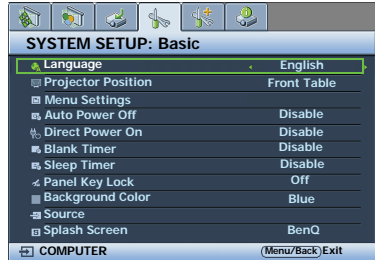 SYSTEM SETUP: Basic
Language English
Projector Position Front Table
Menu Settings
Auto Power Off Disable
Direct Power On Disable
Blank Timer Disable
Sleep Timer Disable
Panel Key Lock Off
Background Color Blue
Source
Splash Screen BenQ
COMPUTER Menu/Back Exit